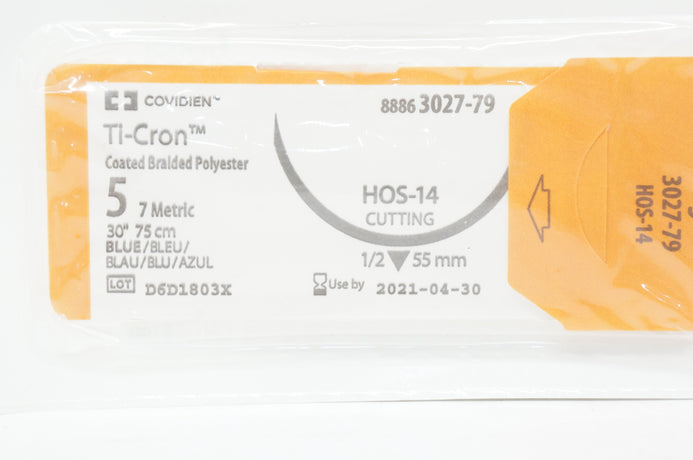 COVIDIEN™
8886 3027-79
TI-Cron™
Coated Braided Polyester
5 7 Metric
30" 75 cm
BLUE/BLEU/
BLAU/BLU/AZUL
LOT D6D1803X
HOS-14
CUTTING
1/2 55 mm
Use by 2021-04-30
3027-79
HOS-14